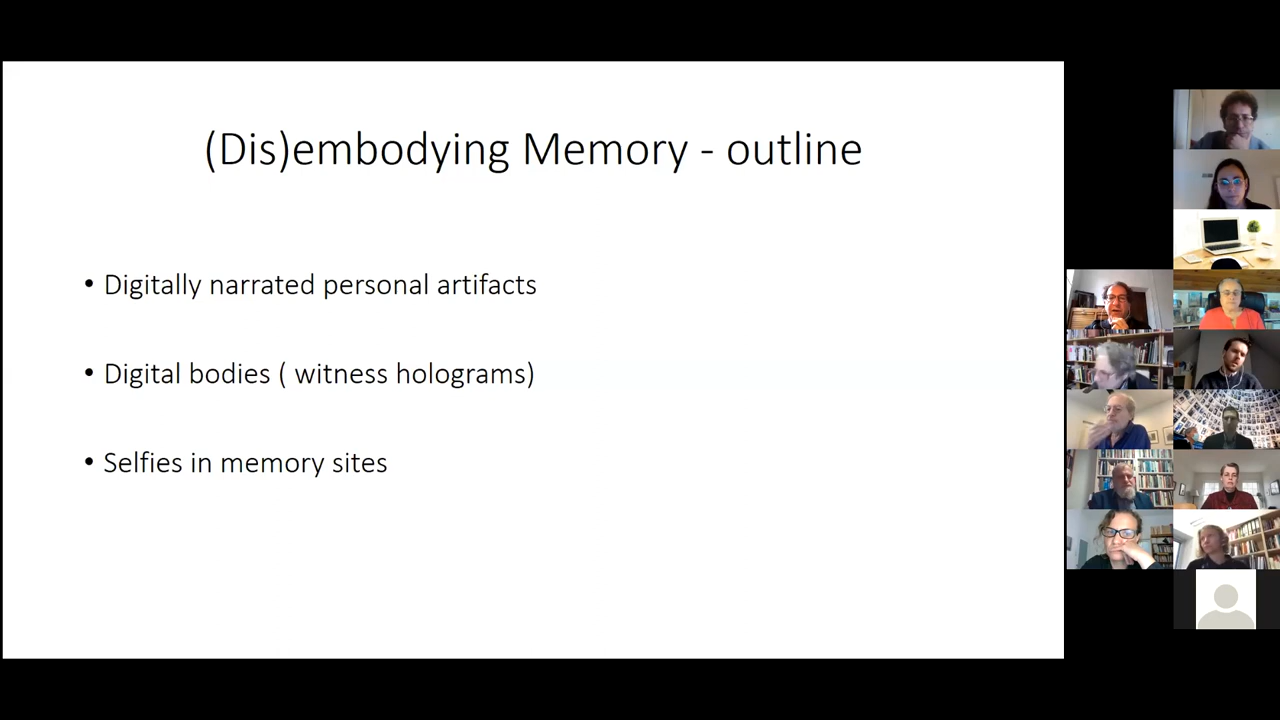 (Dis)embodying Memory - outline
• Digitally narrated personal artifacts
• Digital bodies ( witness holograms)
• Selfies in memory sites